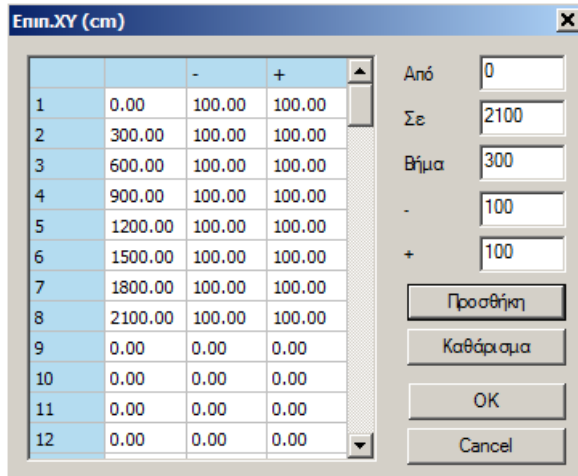 Επιπ.ΧΥ (cm)
- +
1 0.00 100.00 100.00
2 300.00 100.00 100.00
3 600.00 100.00 100.00
4 900.00 100.00 100.00
5 1200.00 100.00 100.00
6 1500.00 100.00 100.00
7 1800.00 100.00 100.00
8 2100.00 100.00 100.00
9 0.00 0.00 0.00
10 0.00 0.00 0.00
11 0.00 0.00 0.00
12 0.00 0.00 0.00
Από 0
Σε 2100
Βήμα 300
- 100
+ 100
Προσθήκη
Καθάρισμα
OK
Cancel